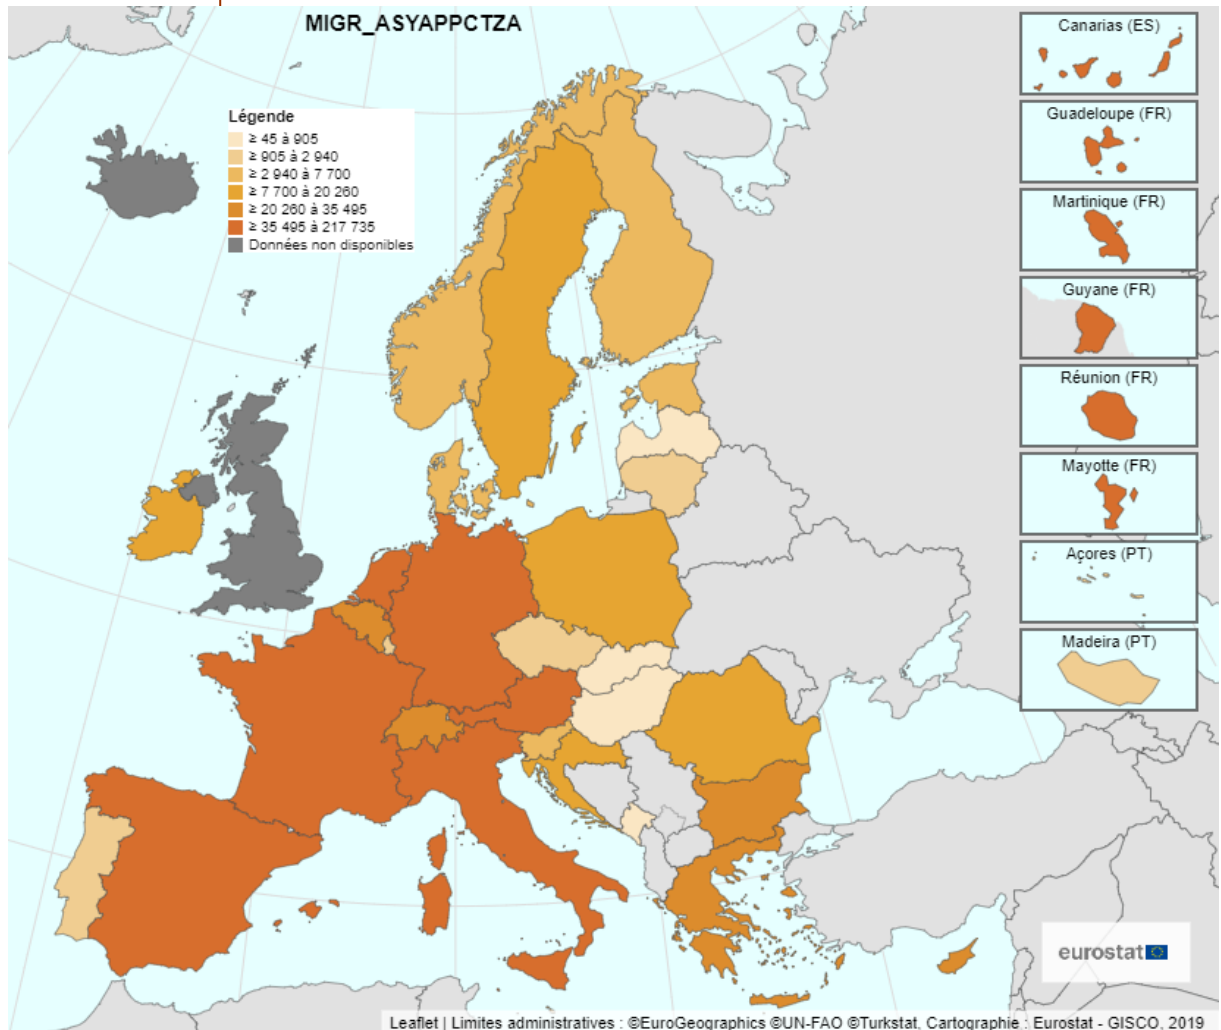 MIGR_ASYAPPCTZA
Légende
≥ 45 à 905
≥ 905 à 2 940
≥ 2 940 à 7 700
≥ 7 700 à 20 260
≥ 20 260 à 35 495
≥ 35 495 à 217 735
Données non disponibles
Canarias (ES)
Guadeloupe (FR)
Martinique (FR)
Guyane (FR)
Réunion (FR)
Mayotte (FR)
Açores (PT)
Madeira (PT)
eurostat
Leaflet | Limites administratives : ©EuroGeographics ©UN-FAO ©Turkstat, Cartographie : Eurostat - GISCO, 2019